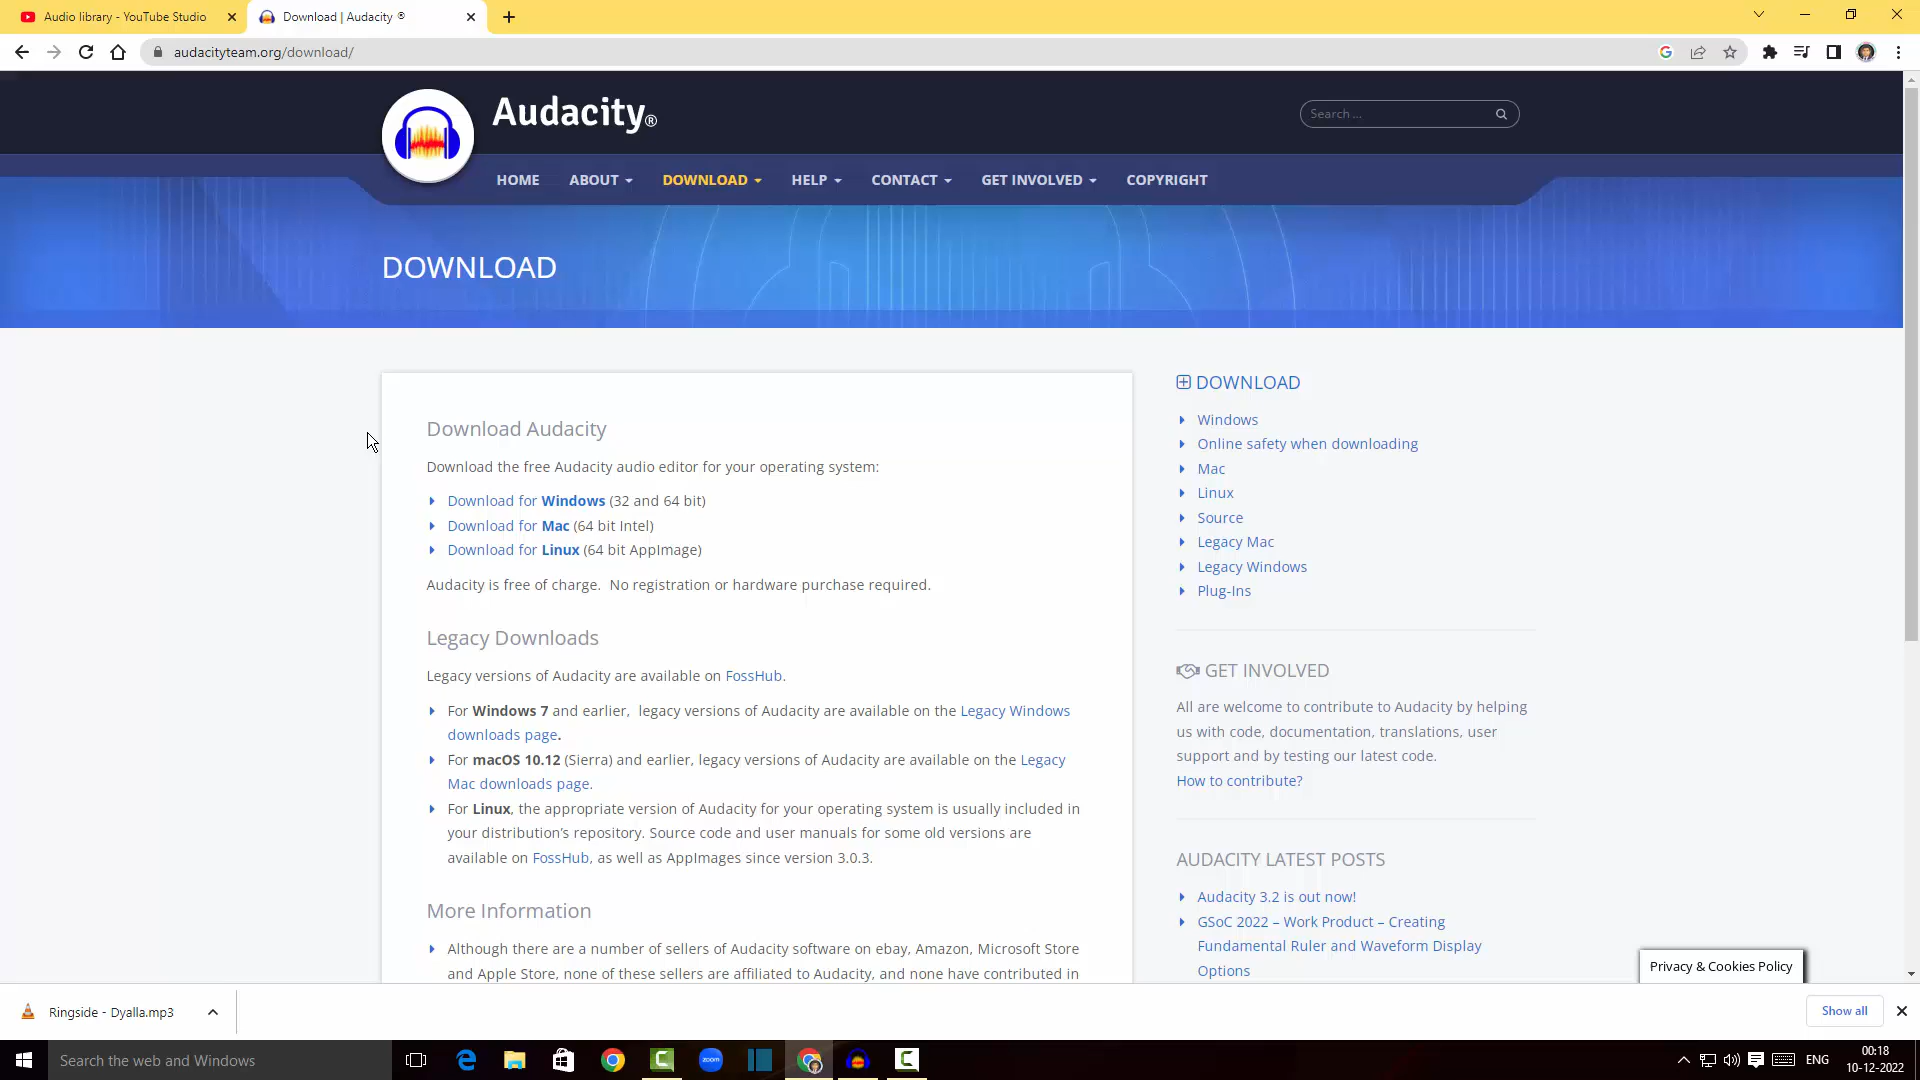 Audio library - YouTube Studio
Download | Audacity ®
audacityteam.org/download/
Audacity®
Search ...
HOME ABOUT DOWNLOAD HELP CONTACT GET INVOLVED COPYRIGHT
DOWNLOAD
Download Audacity
Download the free Audacity audio editor for your operating system:
Download for Windows (32 and 64 bit)
Download for Mac (64 bit Intel)
Download for Linux (64 bit AppImage)
Audacity is free of charge.  No registration or hardware purchase required.
Legacy Downloads
Legacy versions of Audacity are available on FossHub.
For Windows 7 and earlier,  legacy versions of Audacity are available on the Legacy Windows
downloads page.
For macOS 10.12 (Sierra) and earlier, legacy versions of Audacity are available on the Legacy
Mac downloads page.
For Linux, the appropriate version of Audacity for your operating system is usually included in
your distribution's repository. Source code and user manuals for some old versions are
available on FossHub, as well as AppImages since version 3.0.3.
More Information
Although there are a number of sellers of Audacity software on ebay, Amazon, Microsoft Store
and Apple Store, none of these sellers are affiliated to Audacity, and none have contributed in
DOWNLOAD
Windows
Online safety when downloading
Mac
Linux
Source
Legacy Mac
Legacy Windows
Plug-Ins
GET INVOLVED
All are welcome to contribute to Audacity by helping
us with code, documentation, translations, user
support and by testing our latest code.
How to contribute?
AUDACITY LATEST POSTS
Audacity 3.2 is out now!
GSoC 2022 – Work Product – Creating
Fundamental Ruler and Waveform Display
Options
Privacy & Cookies Policy
Ringside - Dyalla.mp3
Show all
Search the web and Windows
zoom
ENG
00:18
10-12-2022